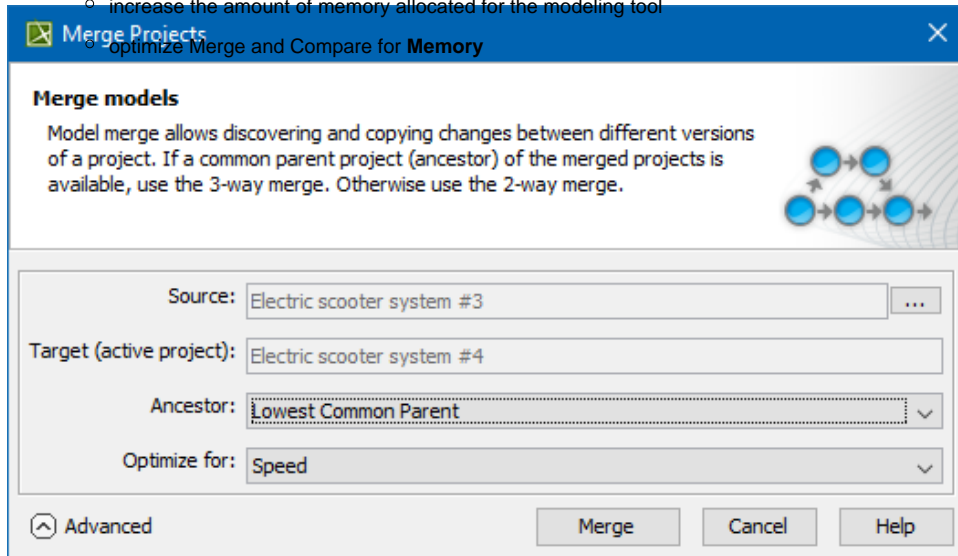 increase the amount of memory allocated for the modeling tool
Merge Projects
optimize Merge and Compare for Memory
Merge models
Model merge allows discovering and copying changes between different versions
of a project. If a common parent project (ancestor) of the merged projects is
available, use the 3-way merge. Otherwise use the 2-way merge.
Source: Electric scooter system #3 ...
Target (active project): Electric scooter system #4
Ancestor: Lowest Common Parent
Optimize for: Speed
Advanced Merge Cancel Help